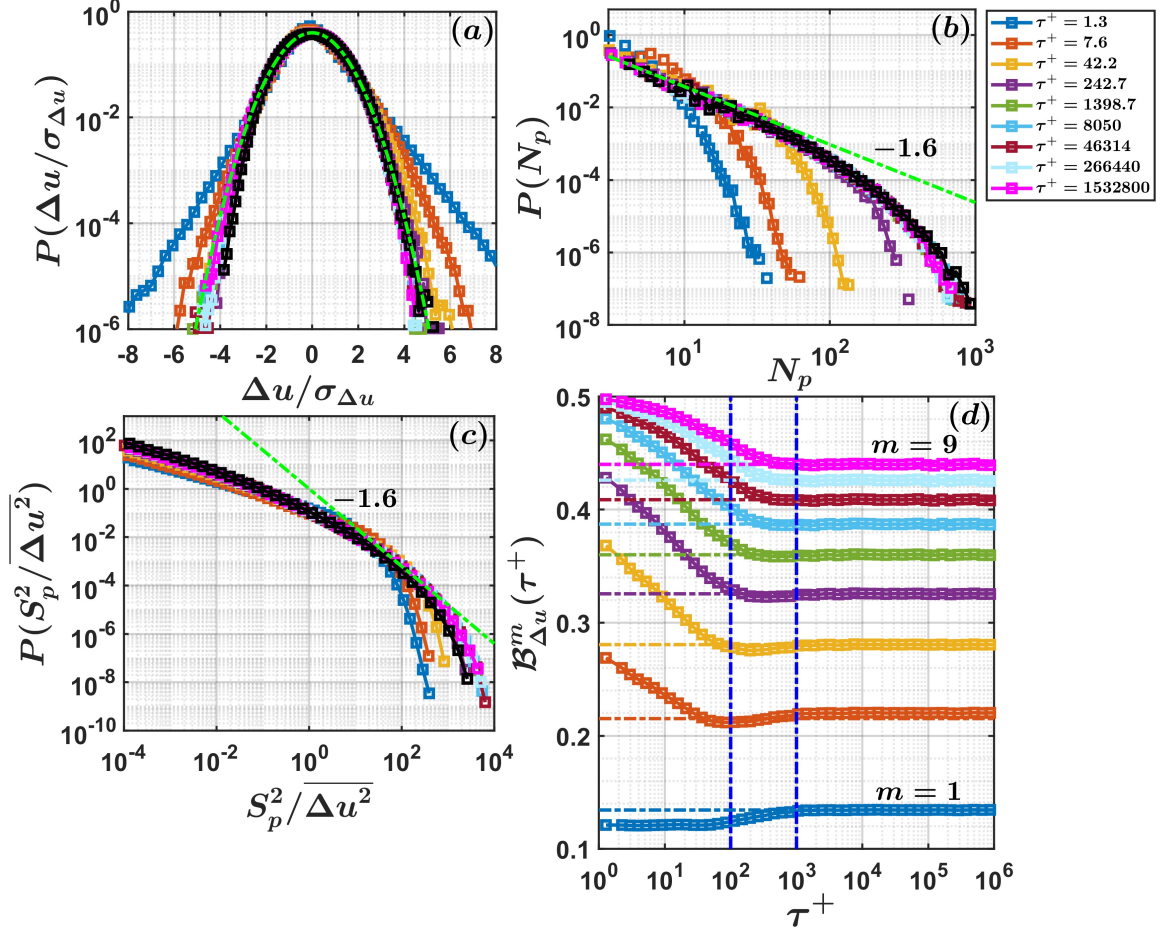 (a)
P(Δu/σ_Δu)
10^0
10^-2
10^-4
10^-6
-8 -6 -4 -2 0 2 4 6 8
Δu/σ_Δu
(b)
P(N_p)
10^0
10^-2
10^-4
10^-6
10^-8
−1.6
10^1 10^2 10^3
N_p
τ^+ = 1.3
τ^+ = 7.6
τ^+ = 42.2
τ^+ = 242.7
τ^+ = 1398.7
τ^+ = 8050
τ^+ = 46314
τ^+ = 266440
τ^+ = 1532800
(c)
P(S_p^2/\overline{Δu^2})
10^2
10^0
10^-2
10^-4
10^-6
10^-8
10^-10
−1.6
10^-4 10^-2 10^0 10^2 10^4
S_p^2/\overline{Δu^2}
(d)
ℬ^m_Δu(τ^+)
0.5
0.4
0.3
0.2
0.1
m = 9
m = 1
10^0 10^1 10^2 10^3 10^4 10^5 10^6
τ^+